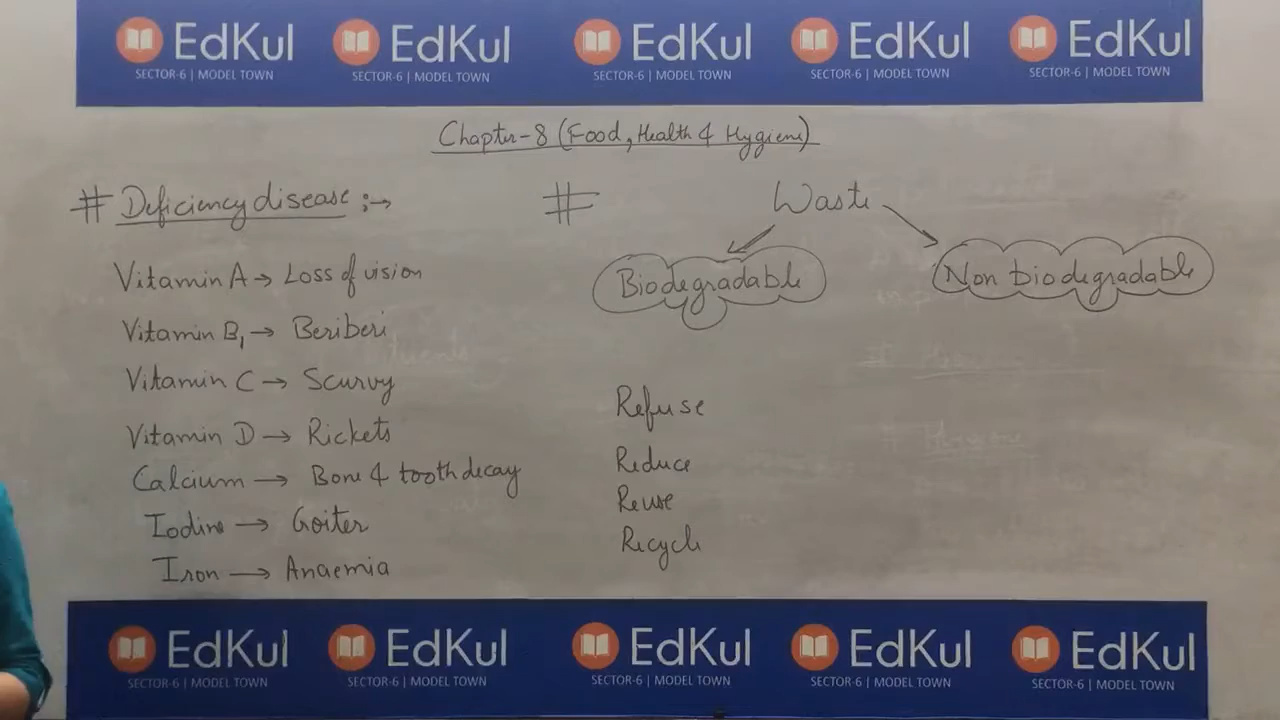 EdKul EdKul EdKul EdKul EdKul
SECTOR-6 | MODEL TOWN SECTOR-6 | MODEL TOWN SECTOR-6 | MODEL TOWN SECTOR-6 | MODEL TOWN SECTOR-6 | MODEL TOWN
Chapter-8 (Food, Health & Hygiene)
# Deficiency disease :→
Vitamin A → Loss of vision
Vitamin B₁ → Beriberi
Vitamin C → Scurvy
Vitamin D → Rickets
Calcium → Bone & tooth decay
Iodine → Goiter
Iron → Anaemia
# Waste
Biodegradable Non biodegradable
Refuse
Reduce
Reuse
Recycle
EdKul EdKul EdKul EdKul EdKul
SECTOR-6 | MODEL TOWN SECTOR-6 | MODEL TOWN SECTOR-6 | MODEL TOWN SECTOR-6 | MODEL TOWN SECTOR-6 | MODEL TOWN